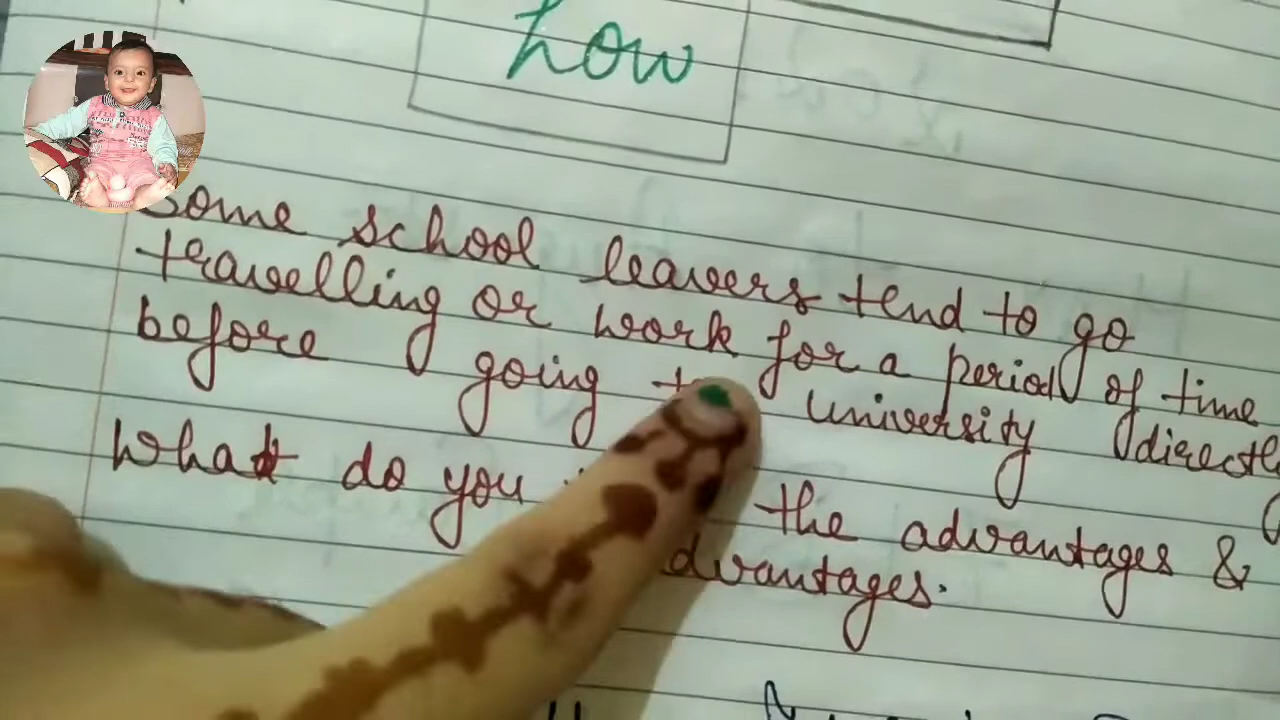 how
Some school leavers tend to go
travelling or work for a period of time
before going university directly
What do you the advantages &